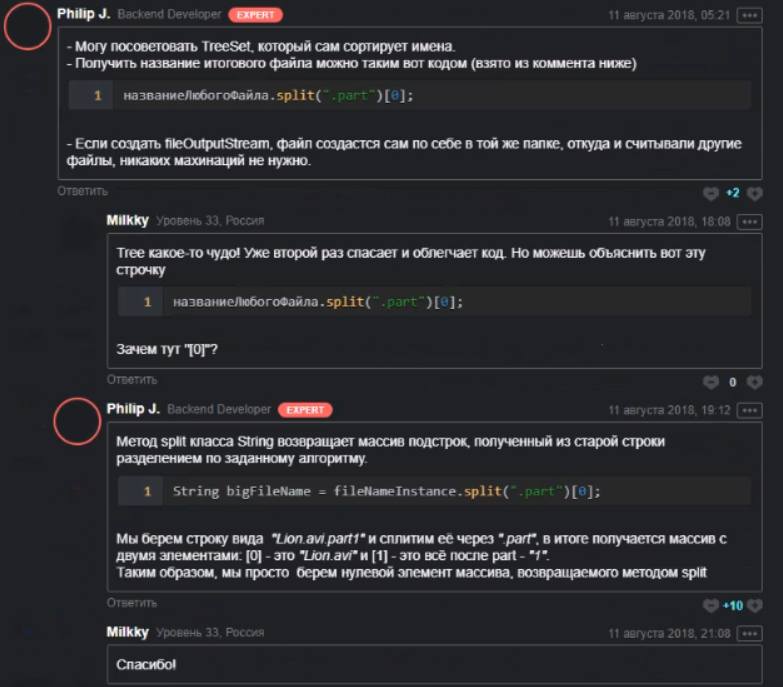 Philip J. Backend Developer EXPERT 11 августа 2018, 05:21
- Могу посоветовать TreeSet, который сам сортирует имена.
- Получить название итогового файла можно таким вот кодом (взято из коммента ниже)
1 названиеЛюбогоФайла.split(".part")[0];
- Если создать fileOutputStream, файл создастся сам по себе в той же папке, откуда и считывали другие
файлы, никаких махинаций не нужно.
Ответить +2
Milkky Уровень 33, Россия 11 августа 2018, 18:08
Tree какое-то чудо! Уже второй раз спасает и облегчает код. Но можешь объяснить вот эту
строчку
1 названиеЛюбогоФайла.split(".part")[0];
Зачем тут "[0]"?
Ответить 0
Philip J. Backend Developer EXPERT 11 августа 2018, 19:12
Метод split класса String возвращает массив подстрок, полученный из старой строки
разделением по заданному алгоритму.
1 String bigFileName = fileNameInstance.split(".part")[0];
Мы берем строку вида "Lion.avi.part1" и сплитим её через ".part", в итоге получается массив с
двумя элементами: [0] - это "Lion.avi" и [1] - это всё после part - "1".
Таким образом, мы просто берем нулевой элемент массива, возвращаемого методом split
Ответить +10
Milkky Уровень 33, Россия 11 августа 2018, 21:08
Спасибо!